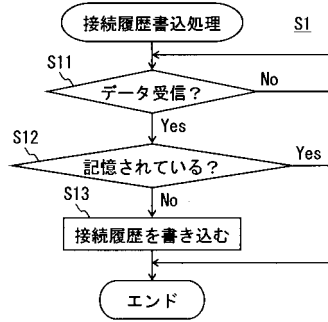 接続履歴書込処理
S1
S11
データ受信？
No
Yes
S12
記憶されている？
Yes
No
S13
接続履歴を書き込む
エンド